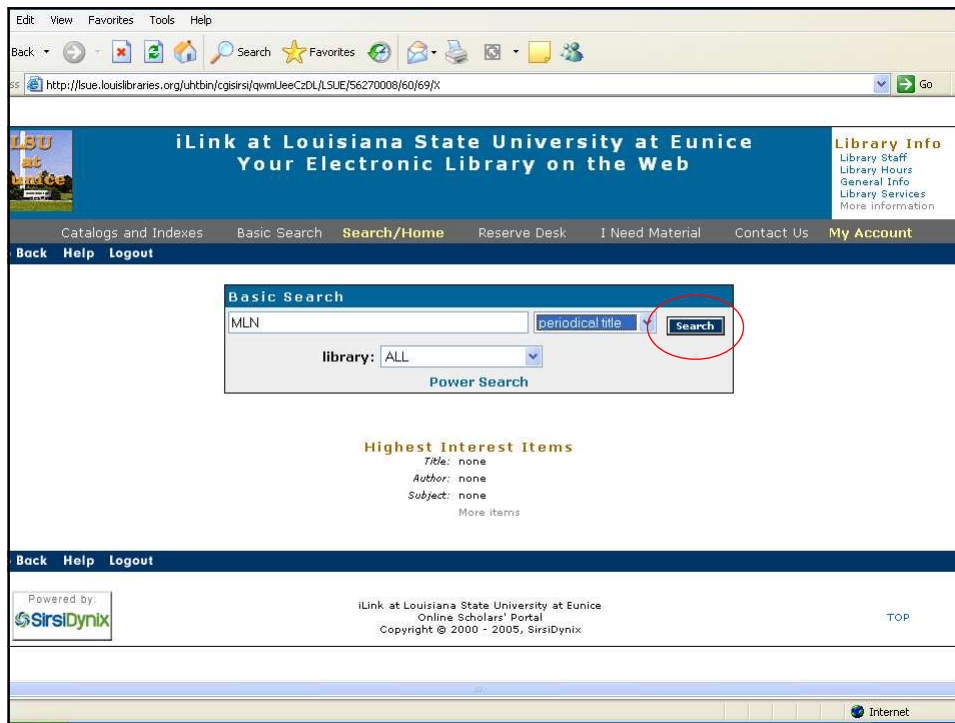 Edit View Favorites Tools Help
Back Search Favorites
ss http://lsue.louislibraries.org/uhtbin/cgisirsi/qwmUeeCzDL/LSUE/56270008/60/69/X Go
LSU
at
Eunice
iLink at Louisiana State University at Eunice
Your Electronic Library on the Web
Library Info
Library Staff
Library Hours
General Info
Library Services
More information
Catalogs and Indexes Basic Search Search/Home Reserve Desk I Need Material Contact Us My Account
Back Help Logout
Basic Search
MLN periodical title Search
library: ALL
Power Search
Highest Interest Items
Title: none
Author: none
Subject: none
More items
Back Help Logout
Powered by:
SirsiDynix
iLink at Louisiana State University at Eunice
Online Scholars' Portal
Copyright © 2000 - 2005, SirsiDynix
TOP
Internet